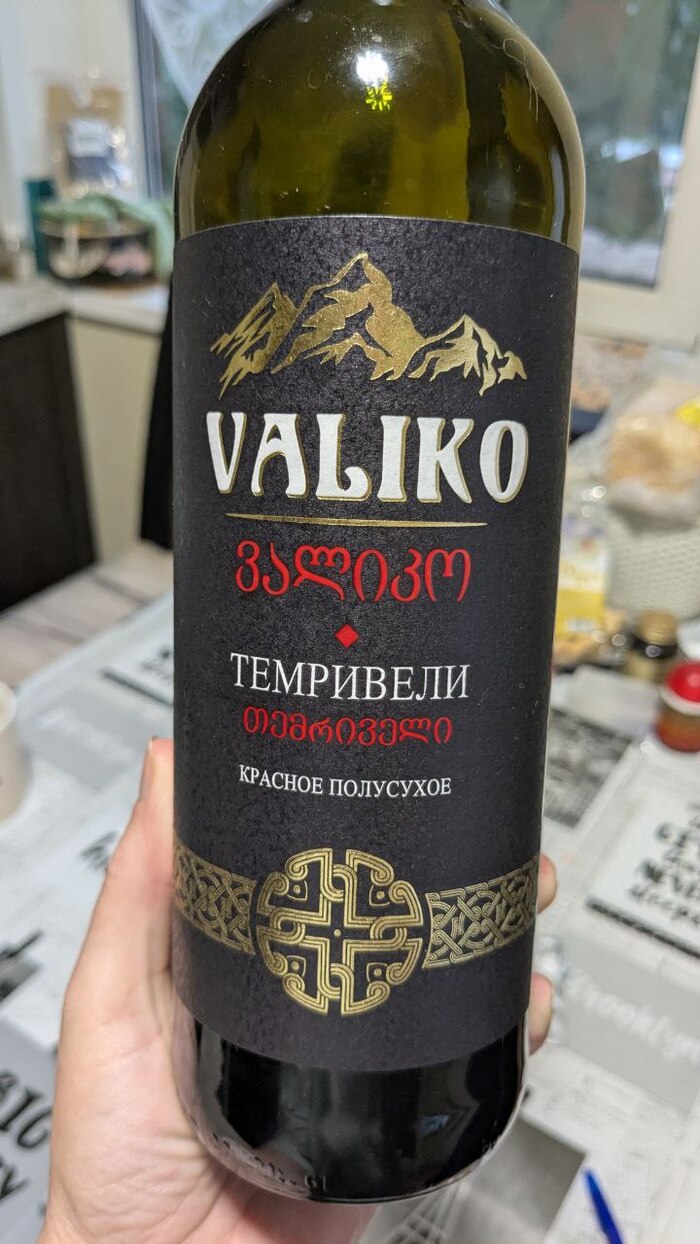 VALIKO
ვალიკო
ТЕМРИВЕЛИ
თემრიველი
КРАСНОЕ ПОЛУСУХОЕ